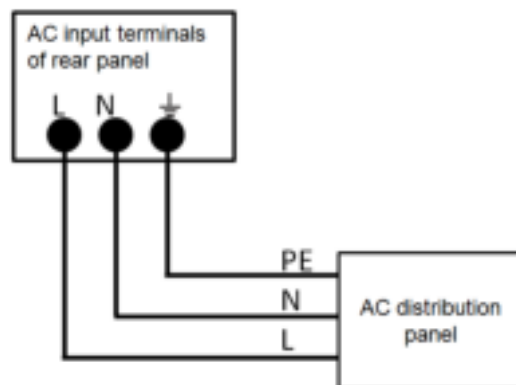 AC input terminals
of rear panel
L N
PE
N
L
AC distribution
panel